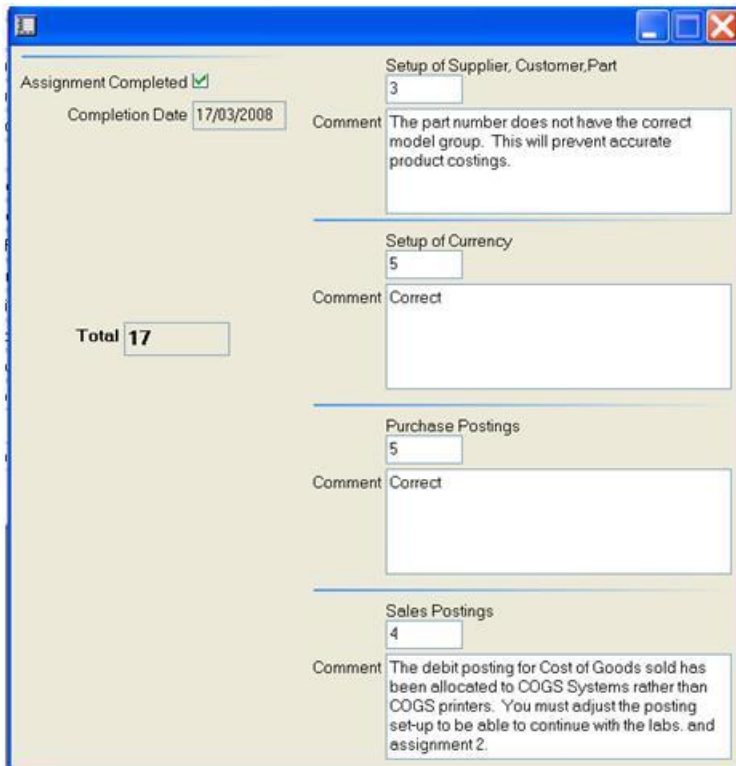 Assignment Completed
Completion Date 17/03/2008
Total 17
Setup of Supplier, Customer,Part
3
Comment The part number does not have the correct
model group. This will prevent accurate
product costings.
Setup of Currency
5
Comment Correct
Purchase Postings
5
Comment Correct
Sales Postings
4
Comment The debit posting for Cost of Goods sold has
been allocated to COGS Systems rather than
COGS printers. You must adjust the posting
set-up to be able to continue with the labs. and
assignment 2.